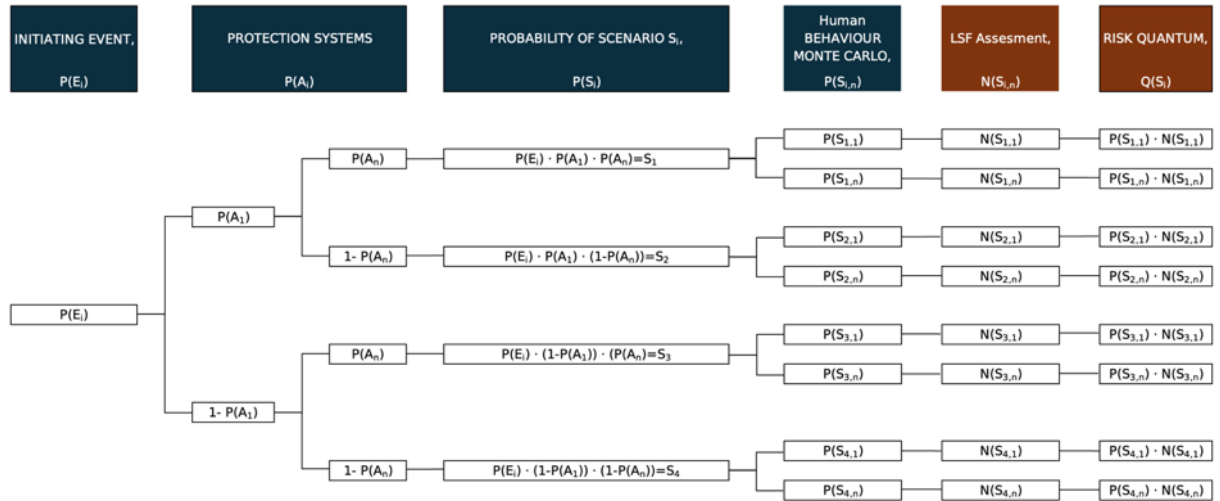 INITIATING EVENT,
P(Eᵢ)
PROTECTION SYSTEMS
P(Aᵢ)
PROBABILITY OF SCENARIO Sᵢ,
P(Sᵢ)
Human
BEHAVIOUR
MONTE CARLO,
P(Sᵢ,ₙ)
LSF Assesment,
N(Sᵢ,ₙ)
RISK QUANTUM,
Q(Sᵢ)
P(S₁,₁)
N(S₁,₁)
P(S₁,₁) · N(S₁,₁)
P(Aₙ)
P(Eᵢ) · P(A₁) · P(Aₙ)=S₁
P(S₁,ₙ)
N(S₁,ₙ)
P(S₁,ₙ) · N(S₁,ₙ)
P(A₁)
P(S₂,₁)
N(S₂,₁)
P(S₂,₁) · N(S₂,₁)
1- P(Aₙ)
P(Eᵢ) · P(A₁) · (1-P(Aₙ))=S₂
P(S₂,ₙ)
N(S₂,ₙ)
P(S₂,ₙ) · N(S₂,ₙ)
P(Eᵢ)
P(S₃,₁)
N(S₃,₁)
P(S₃,₁) · N(S₃,₁)
P(Aₙ)
P(Eᵢ) · (1-P(A₁)) · (P(Aₙ)=S₃
P(S₃,ₙ)
N(S₃,ₙ)
P(S₃,ₙ) · N(S₃,ₙ)
1- P(A₁)
P(S₄,₁)
N(S₄,₁)
P(S₄,₁) · N(S₄,₁)
1- P(Aₙ)
P(Eᵢ) · (1-P(A₁)) · (1-P(Aₙ))=S₄
P(S₄,ₙ)
N(S₄,ₙ)
P(S₄,ₙ) · N(S₄,ₙ)